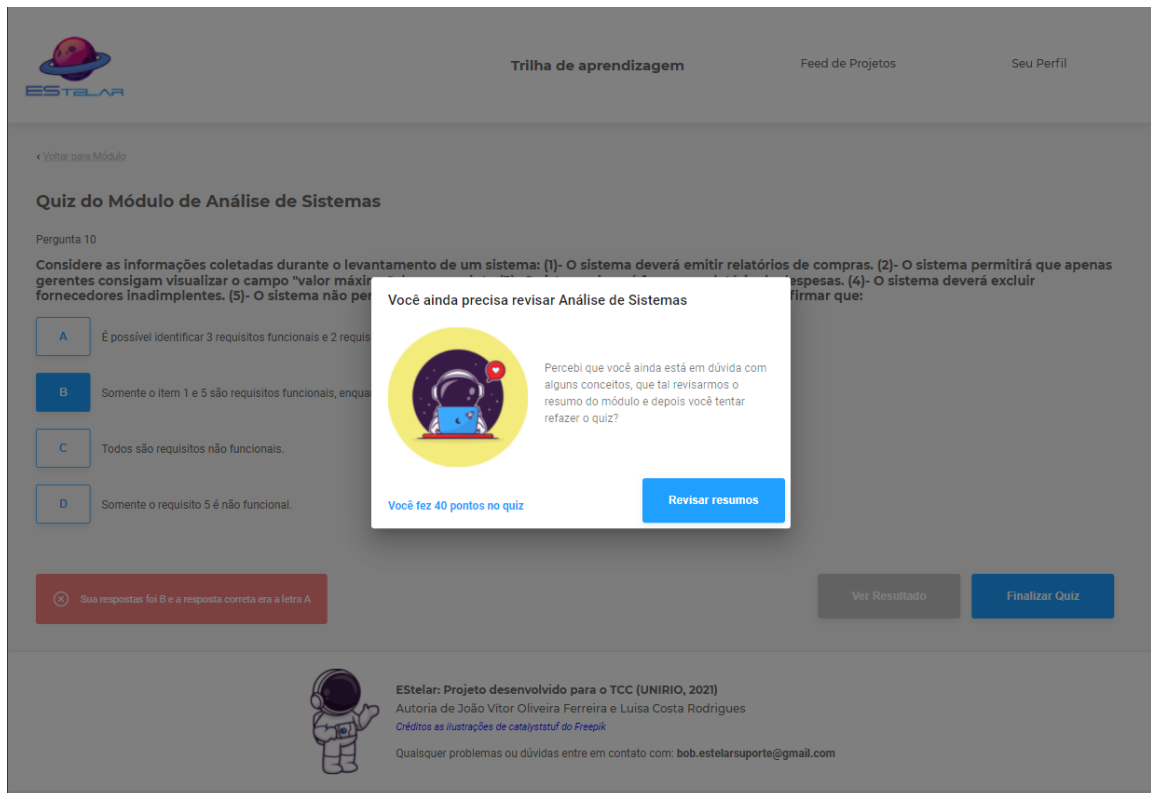 EStelar
Trilha de aprendizagem
Feed de Projetos
Seu Perfil
‹ Voltar para Módulo
Quiz do Módulo de Análise de Sistemas
Pergunta 10
Considere as informações coletadas durante o levantamento de um sistema: (1)- O sistema deverá emitir relatórios de compras. (2)- O sistema permitirá que apenas
gerentes consigam visualizar o campo "valor máxim
espesas. (4)- O sistema deverá excluir
fornecedores inadimplentes. (5)- O sistema não per
firmar que:
A
É possível identificar 3 requisitos funcionais e 2 requis
B
Somente o item 1 e 5 são requisitos funcionais, enqua
C
Todos são requisitos não funcionais.
D
Somente o requisito 5 é não funcional.
Você ainda precisa revisar Análise de Sistemas
Percebi que você ainda está em dúvida com
alguns conceitos, que tal revisarmos o
resumo do módulo e depois você tentar
refazer o quiz?
Você fez 40 pontos no quiz
Revisar resumos
Sua respostas foi B e a resposta correta era a letra A
Ver Resultado
Finalizar Quiz
EStelar: Projeto desenvolvido para o TCC (UNIRIO, 2021)
Autoria de João Vítor Oliveira Ferreira e Luisa Costa Rodrigues
Créditos as ilustrações de catalyststuf do Freepik
Quaisquer problemas ou dúvidas entre em contato com: bob.estelarsuporte@gmail.com